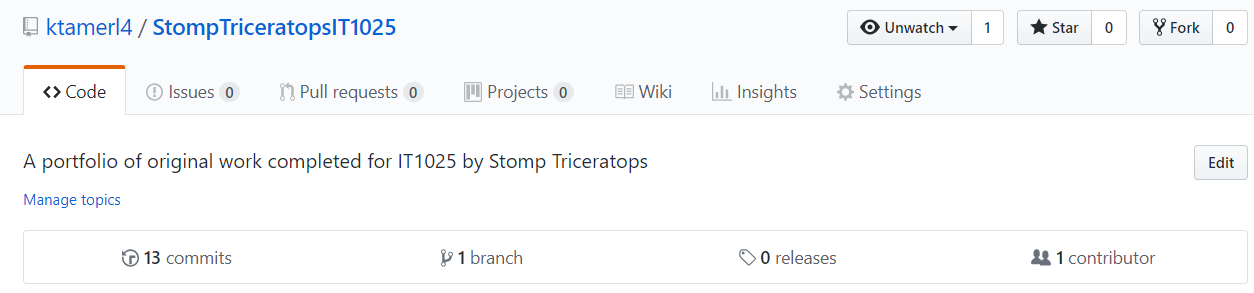 ktamerl4 / StompTriceratopsIT1025 Unwatch 1 Star 0 Fork 0
Code Issues 0 Pull requests 0 Projects 0 Wiki Insights Settings
A portfolio of original work completed for IT1025 by Stomp Triceratops Edit
Manage topics
13 commits 1 branch 0 releases 1 contributor